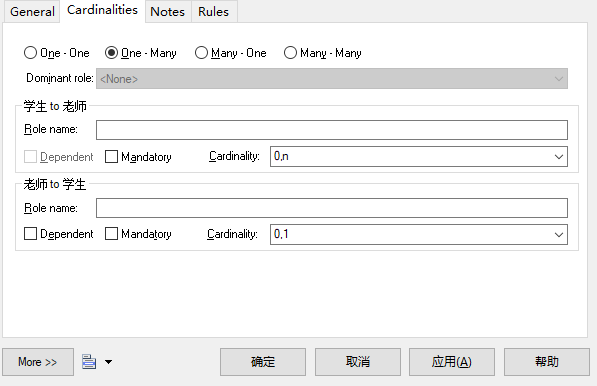 General Cardinalities Notes Rules
One - One One - Many Many - One Many - Many
Dominant role: <None>
学生 to 老师
Role name:
Dependent Mandatory Cardinality: 0,n
老师 to 学生
Role name:
Dependent Mandatory Cardinality: 0,1
More >> 确定 取消 应用(A) 帮助